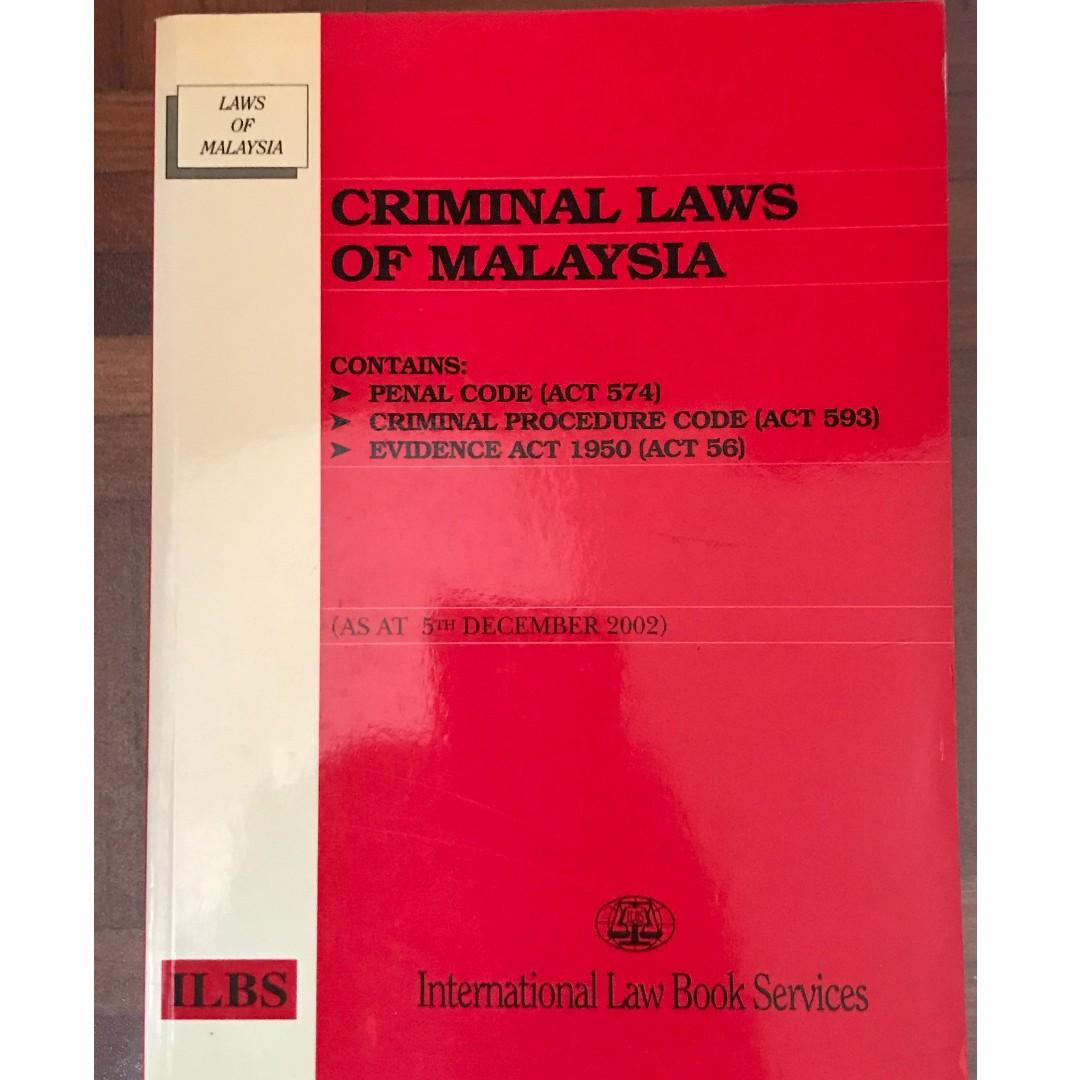 LAWS
OF
MALAYSIA
CRIMINAL LAWS
OF MALAYSIA
CONTAINS:
➤ PENAL CODE (ACT 574)
➤ CRIMINAL PROCEDURE CODE (ACT 593)
➤ EVIDENCE ACT 1950 (ACT 56)
(AS AT 5TH DECEMBER 2002)
ILBS
ILBS
International Law Book Services